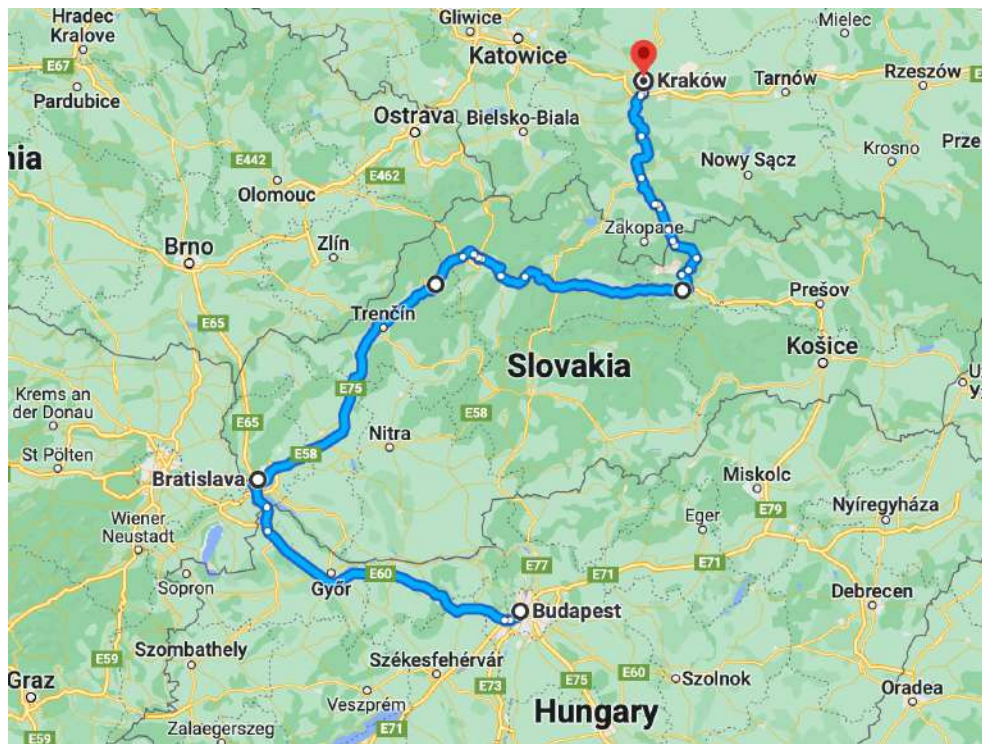 Hradec
Kralove
Gliwice
Katowice
Mielec
E67
Pardubice
Kraków
Tarnów
Rzeszów
Ostrava
Bielsko-Biala
nia
E442
E462
Olomouc
Nowy Sącz
Krosno
Prze
Brno
Zlín
Zakopane
Prešov
E65
Trenčín
Slovakia
Košice
Krems an
der Donau
E65
E75
E58
Nitra
St Pölten
E58
Bratislava
Miskolc
Wiener
Neustadt
Eger
E79
Nyíregyháza
Sopron
Győr
E60
E77
E71
E71
Budapest
Debrecen
Szombathely
Székesfehérvár
E59
E73
E75
E60
Szolnok
Graz
Veszprém
Oradea
E59
Zalaegerszeg
E71
Hungary